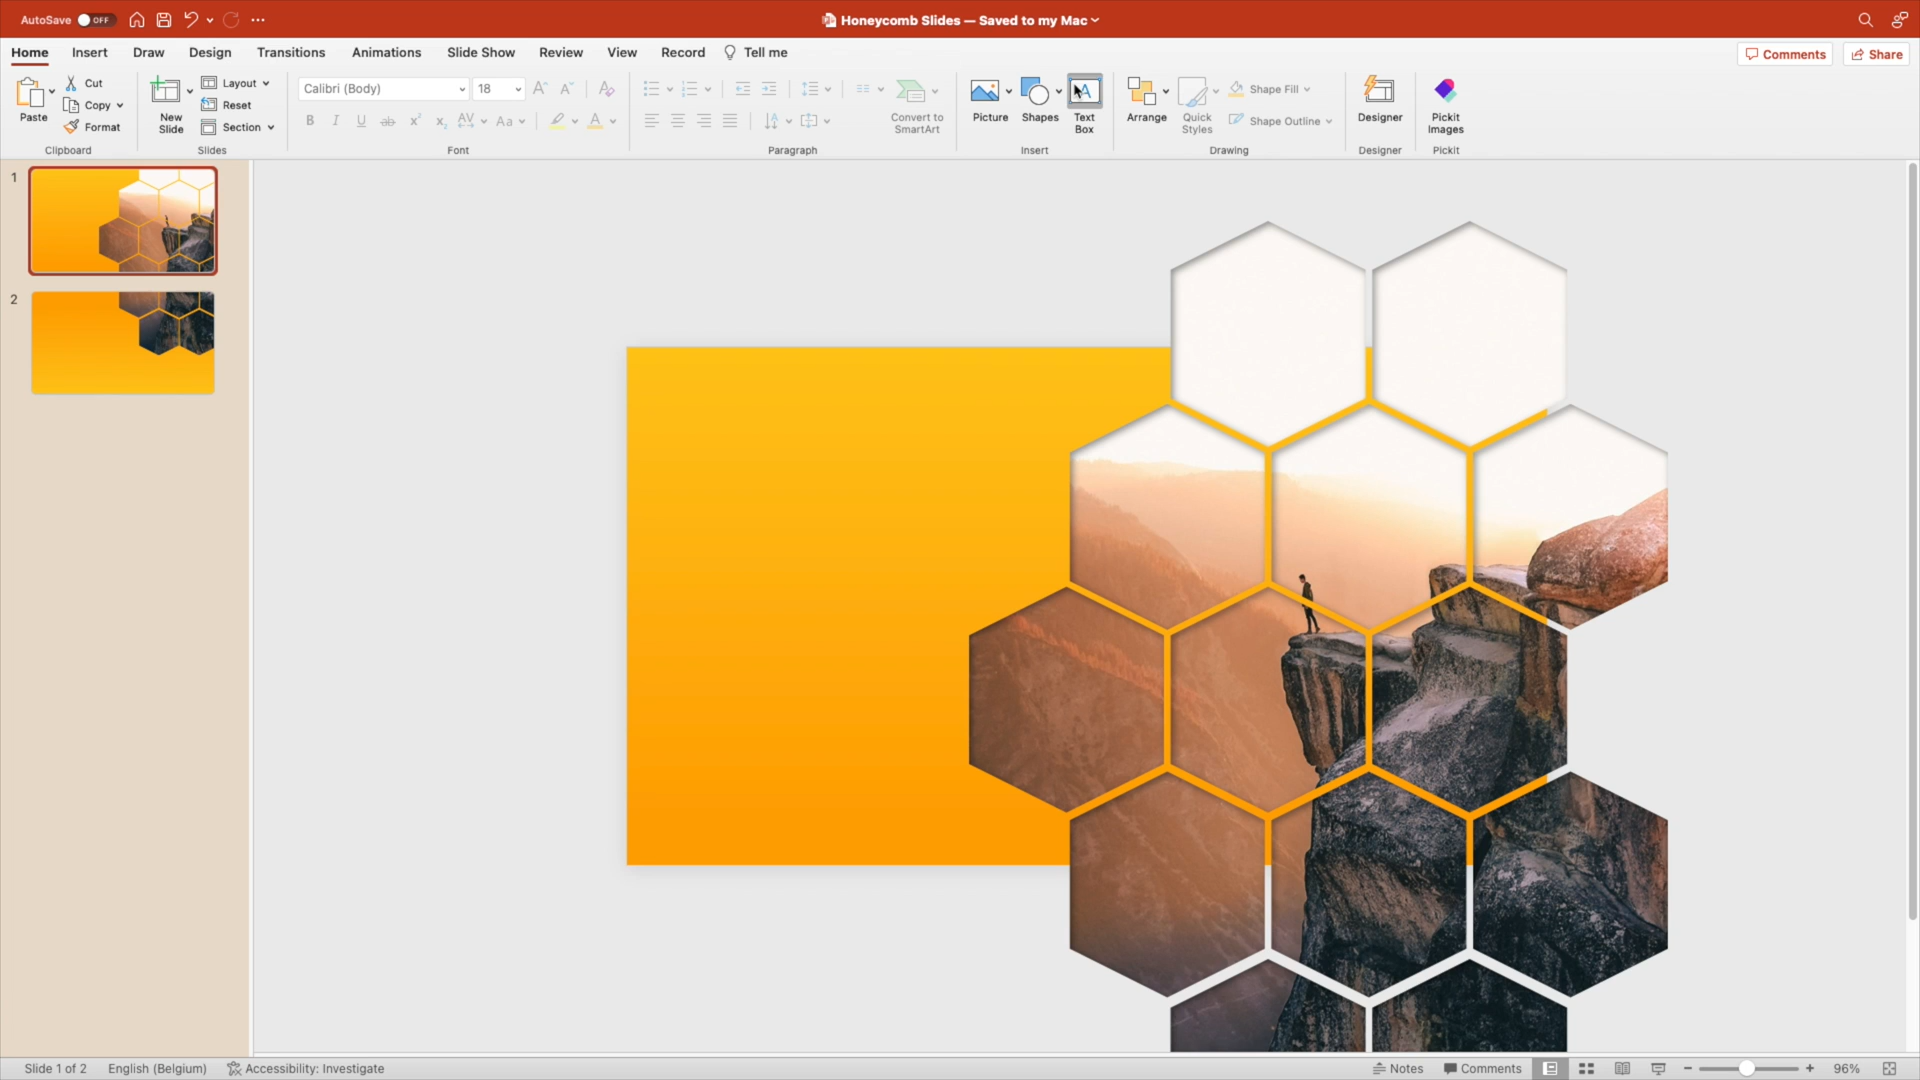 AutoSave OFF
Honeycomb Slides — Saved to my Mac
Home Insert Draw Design Transitions Animations Slide Show Review View Record Tell me
Comments Share
Paste
Cut
Copy
Format
Clipboard
New Slide
Layout
Reset
Section
Slides
Calibri (Body) 18
Font
Paragraph
Convert to SmartArt
Picture
Shapes
Text Box
Insert
Arrange
Quick Styles
Shape Fill
Shape Outline
Drawing
Designer
Designer
Pickit Images
Pickit
1
2
Slide 1 of 2 English (Belgium) Accessibility: Investigate
Notes Comments 96%